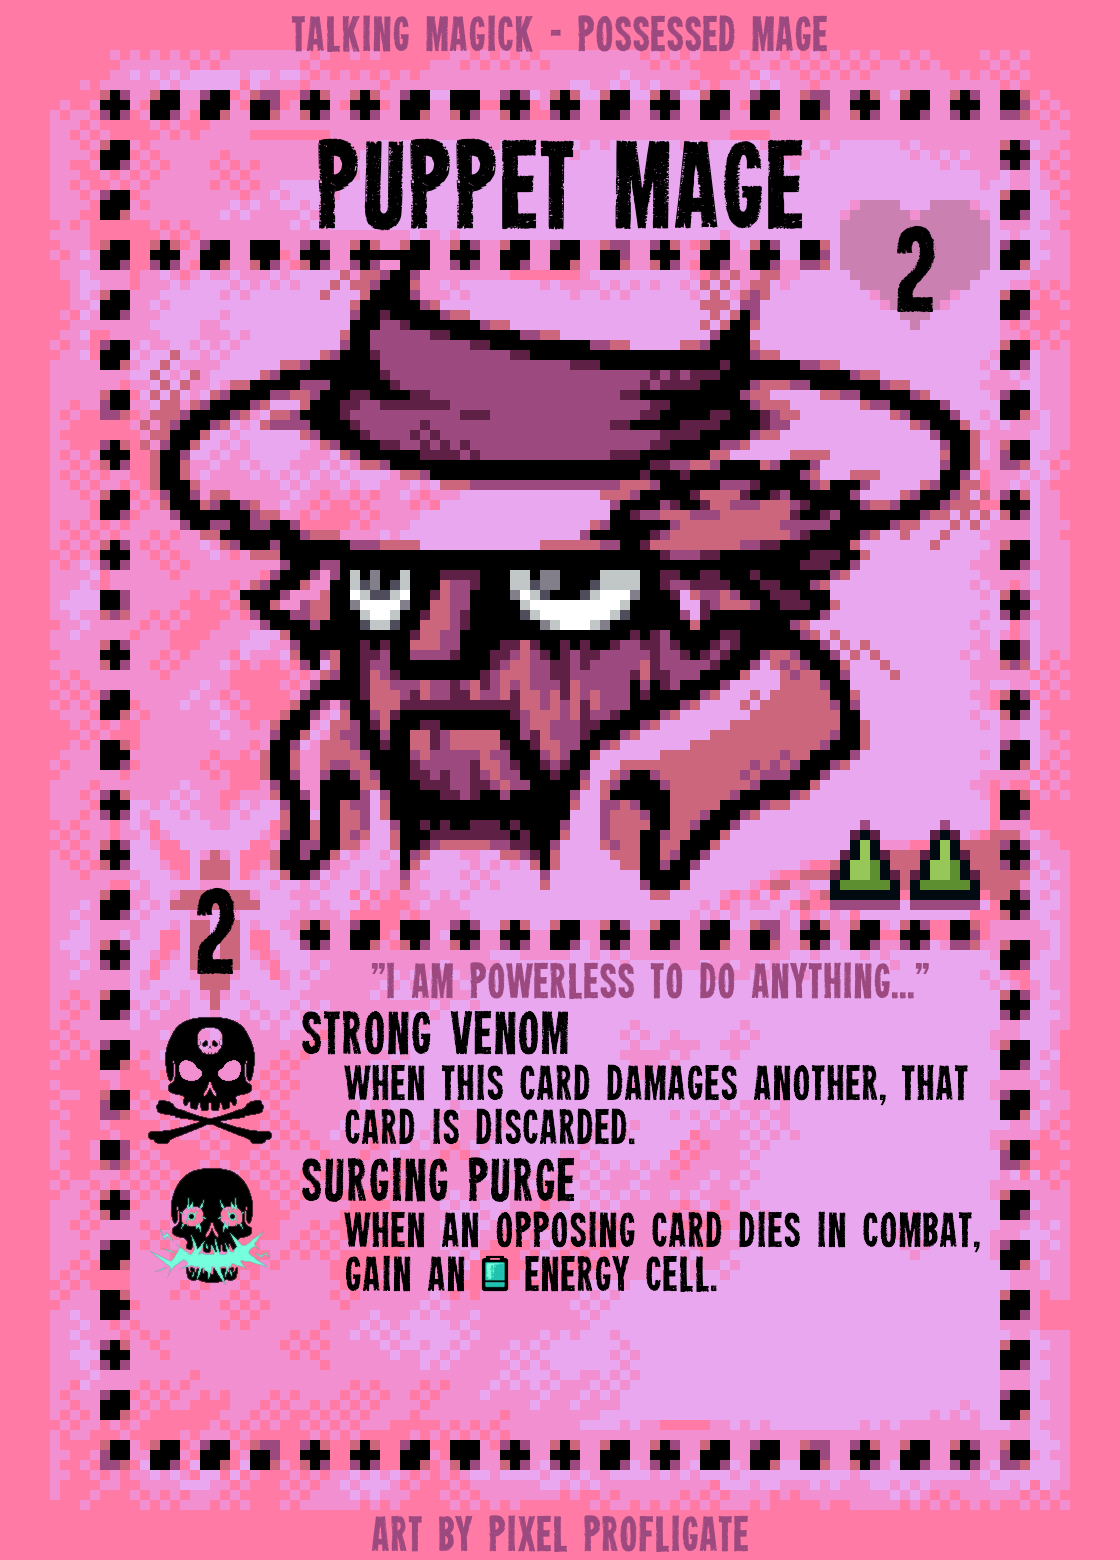 TALKING MAGICK - POSSESSED MAGE
PUPPET MAGE
2
2
"I AM POWERLESS TO DO ANYTHING..."
STRONG VENOM
WHEN THIS CARD DAMAGES ANOTHER, THAT
CARD IS DISCARDED.
SURGING PURGE
WHEN AN OPPOSING CARD DIES IN COMBAT,
GAIN AN ENERGY CELL.
ART BY PIXEL PROFLIGATE